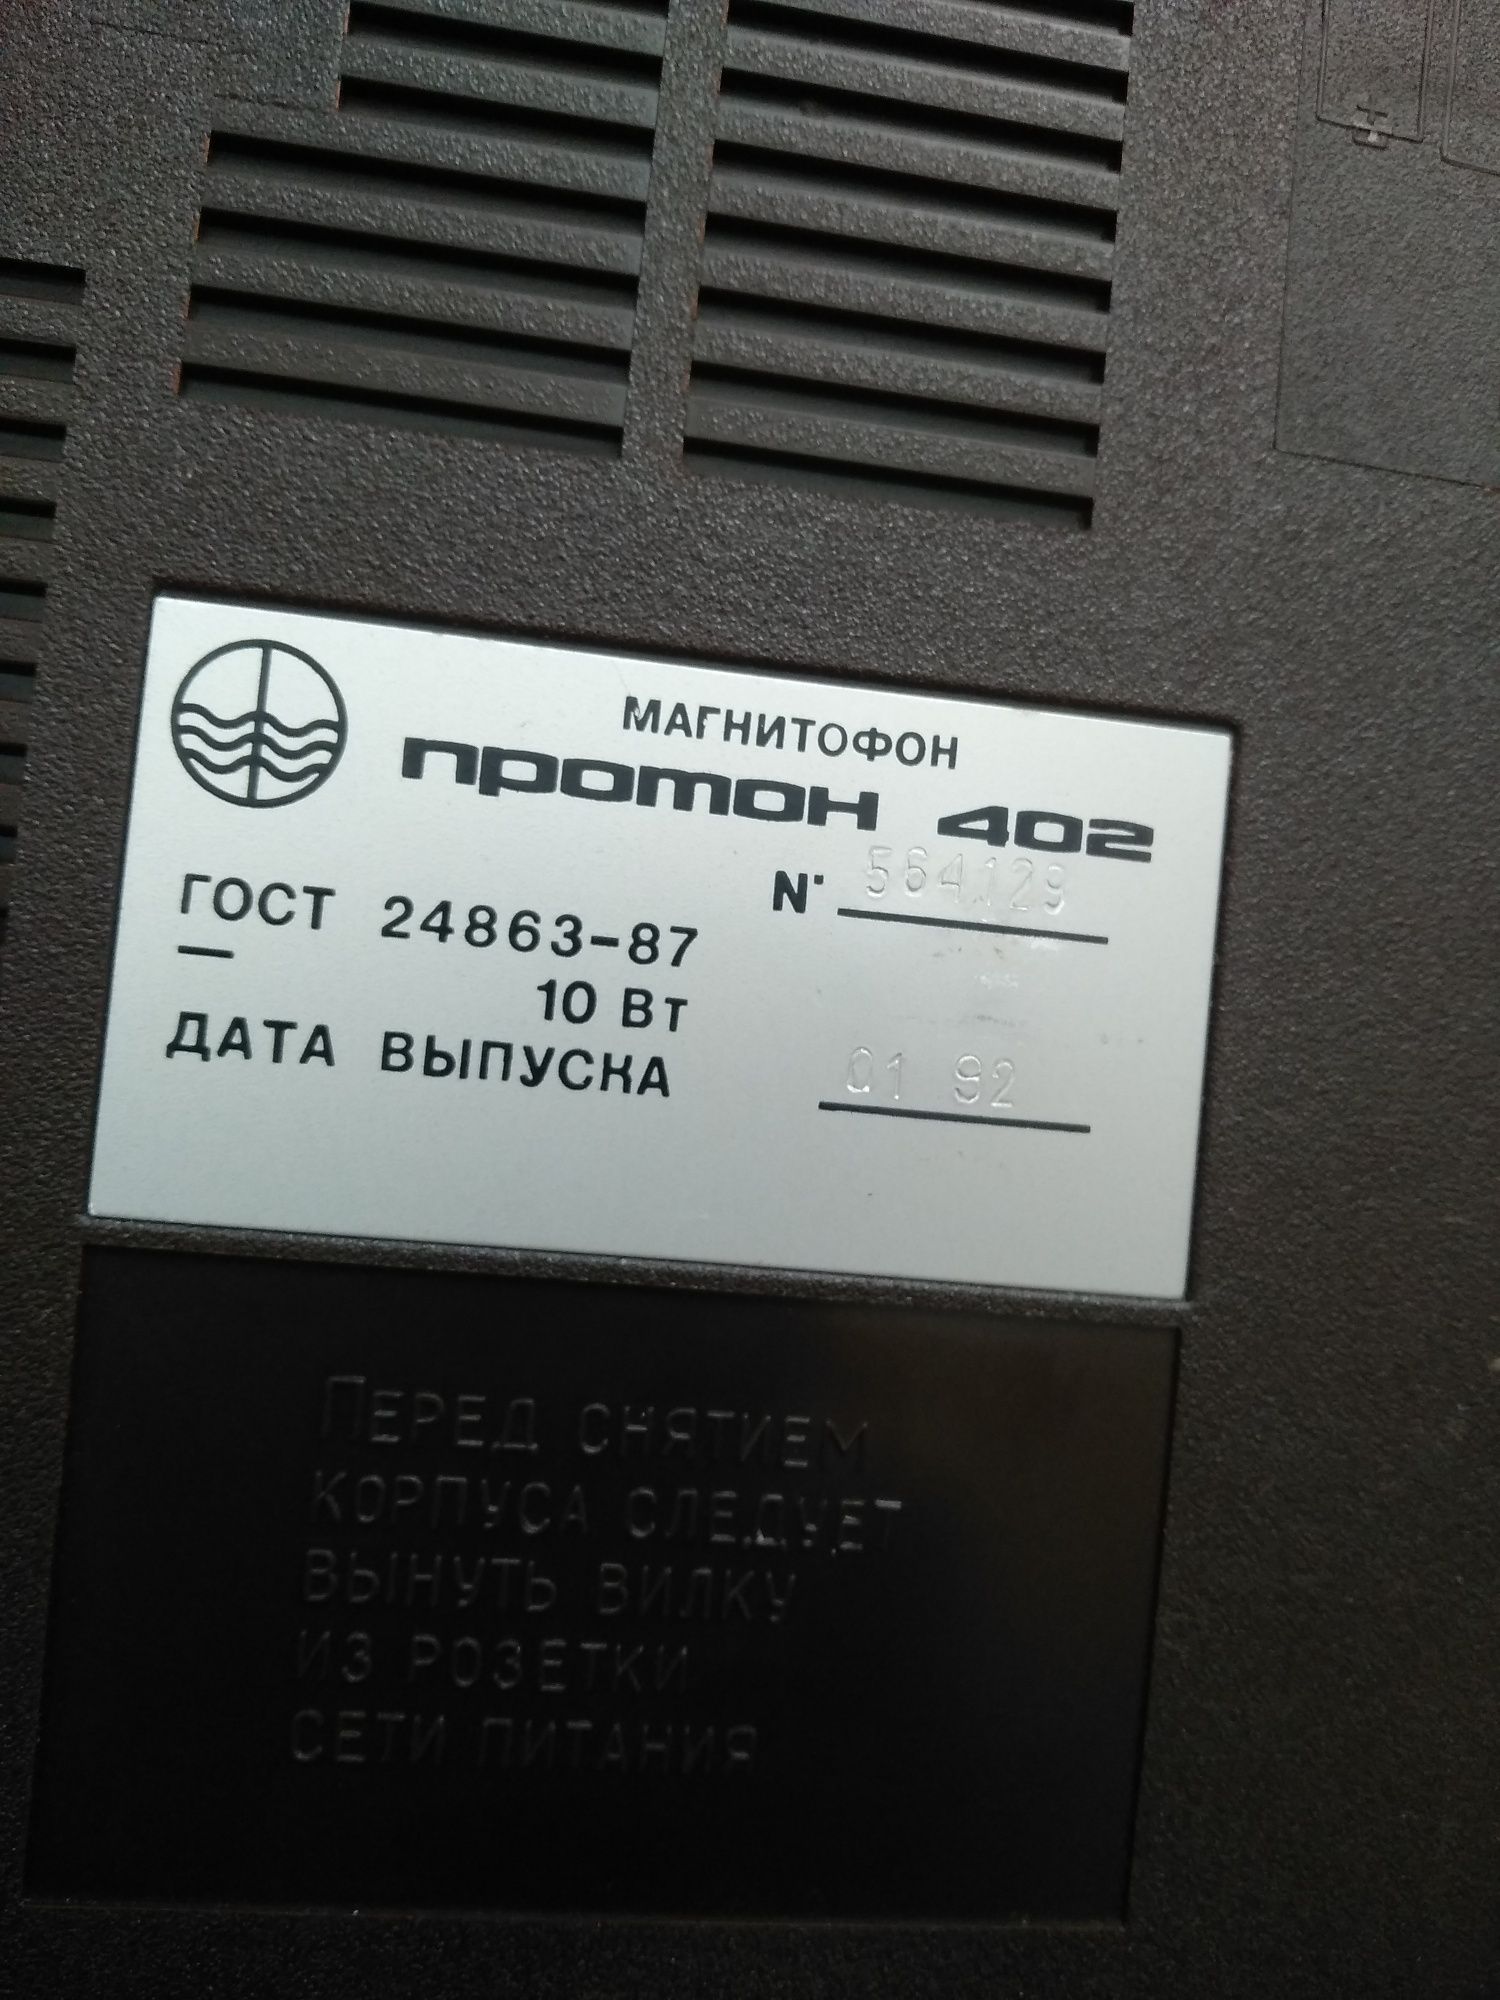 МАГНИТОФОН
ПРОТОН 402
N· 564129
ГОСТ 24863-87
10 Вт
ДАТА ВЫПУСКА 01 92
ПЕРЕД СНЯТИЕМ
КОРПУСА СЛЕДУЕТ
ВЫНУТЬ ВИЛКУ
ИЗ РОЗЕТКИ
СЕТИ ПИТАНИЯ